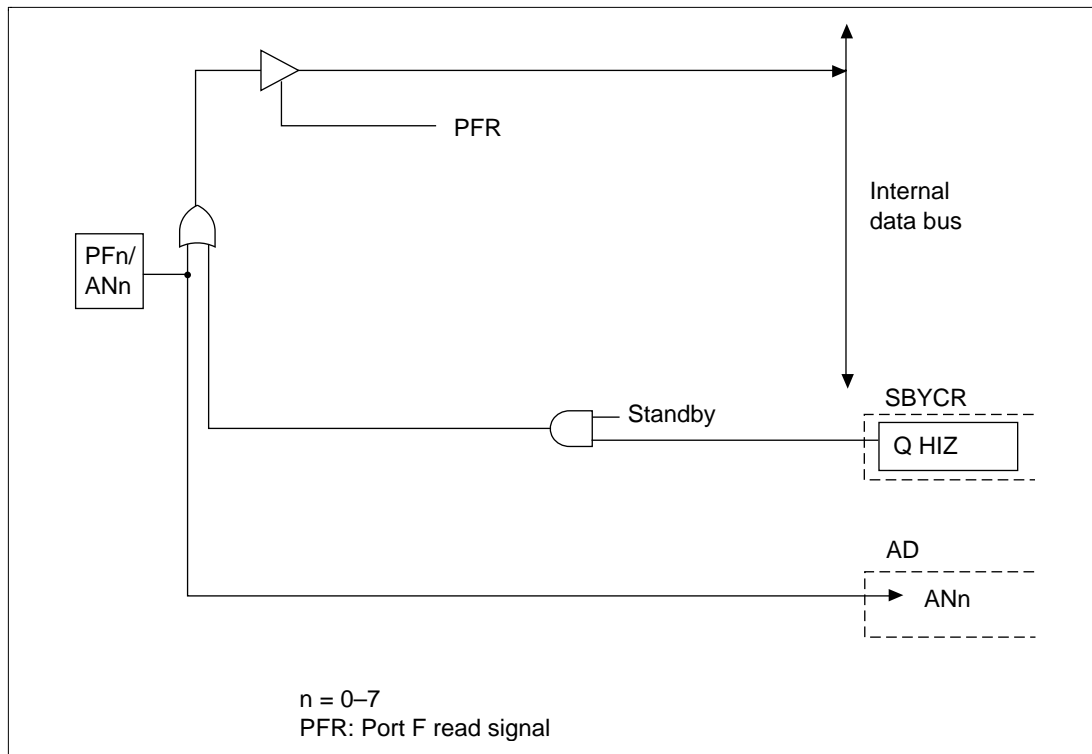 PFR
Internal
data bus
PFn/
ANn
SBYCR
Standby
Q HIZ
AD
ANn
n = 0–7
PFR: Port F read signal